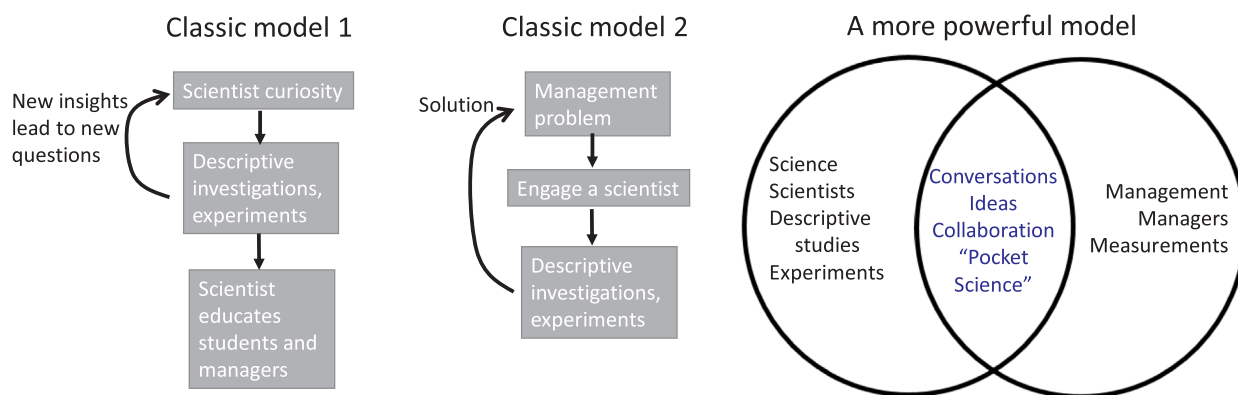 Classic model 1
New insights
lead to new
questions
Scientist curiosity
Descriptive
investigations,
experiments
Scientist
educates
students and
managers
Classic model 2
Solution
Management
problem
Engage a scientist
Descriptive
investigations,
experiments
A more powerful model
Science
Scientists
Descriptive
studies
Experiments
Conversations
Ideas
Collaboration
“Pocket
Science”
Management
Managers
Measurements